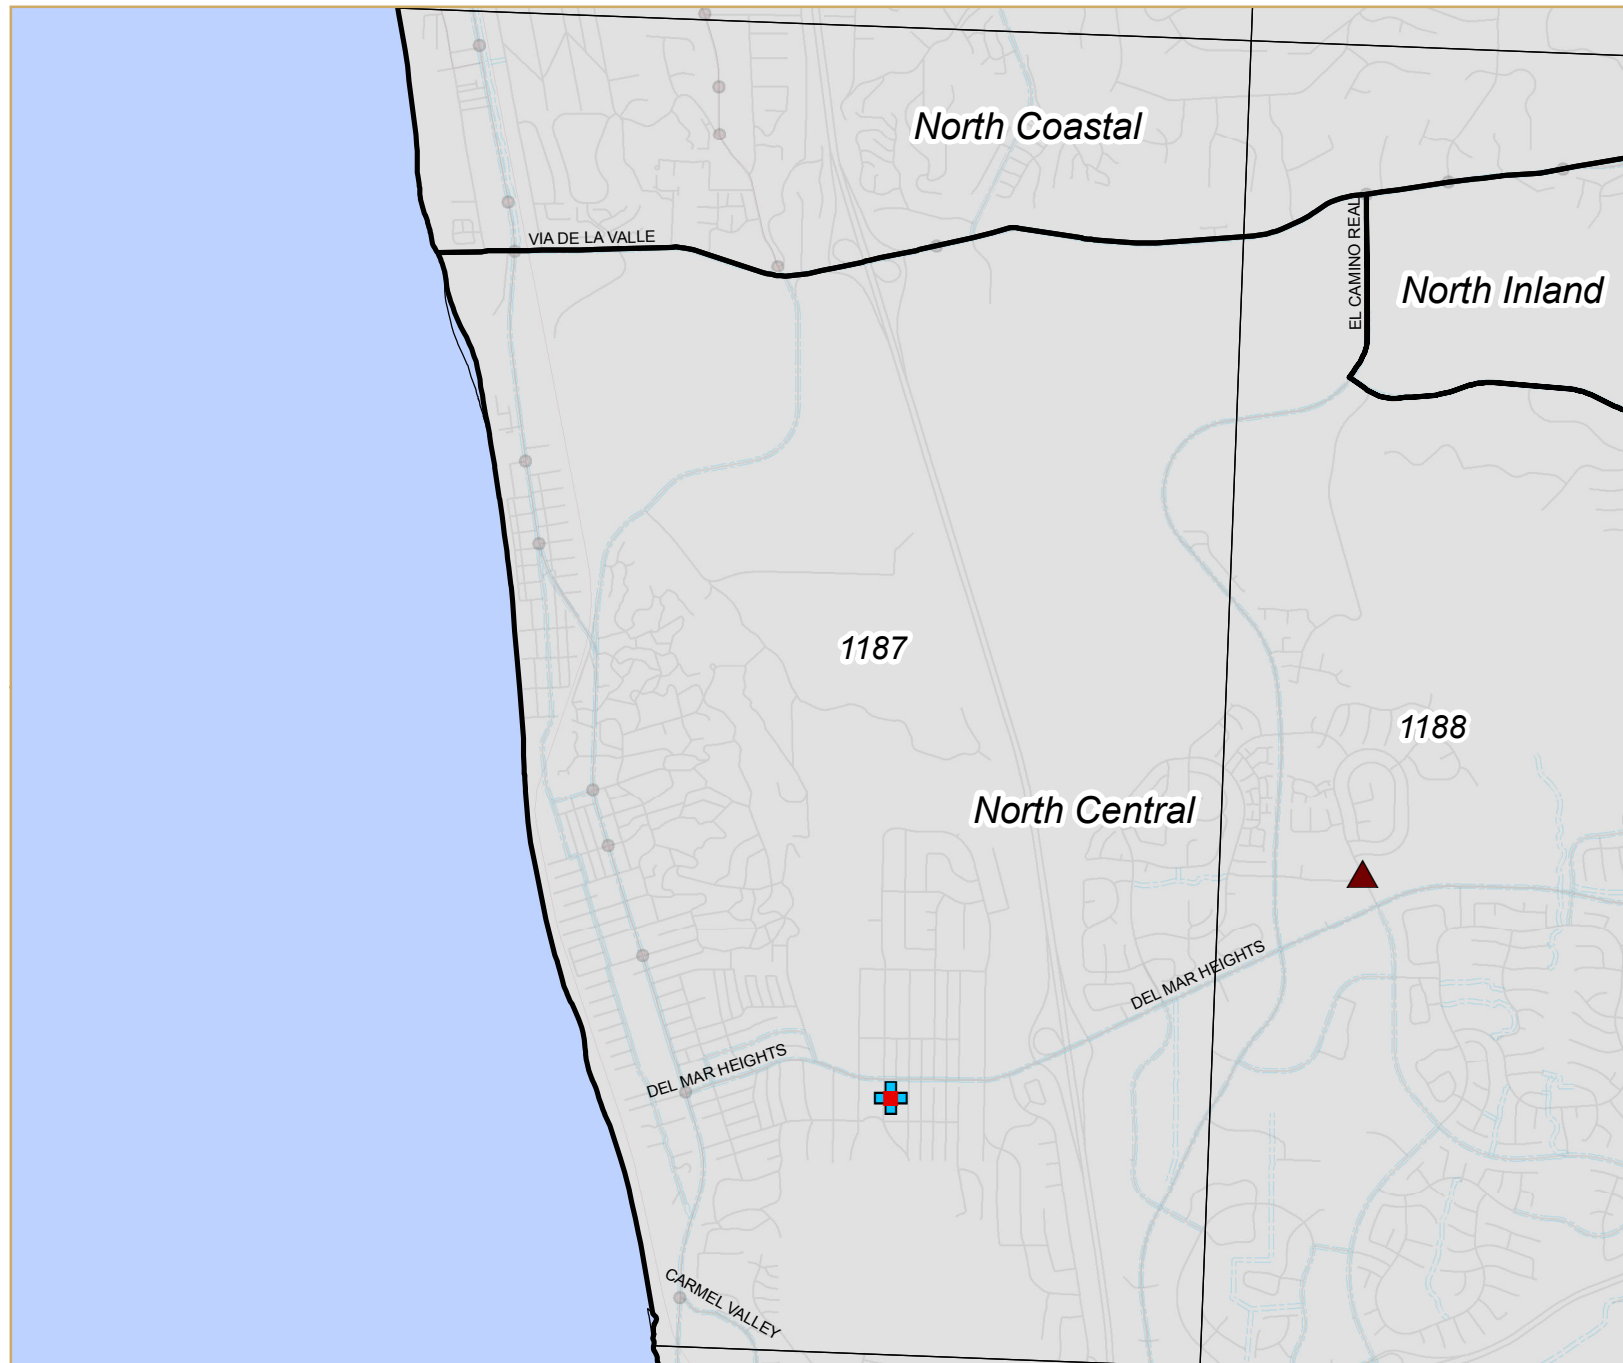 North Coastal
VIA DE LA VALLE
EL CAMINO REAL
North Inland
1187
1188
North Central
DEL MAR HEIGHTS
DEL MAR HEIGHTS
CARMEL VALLEY